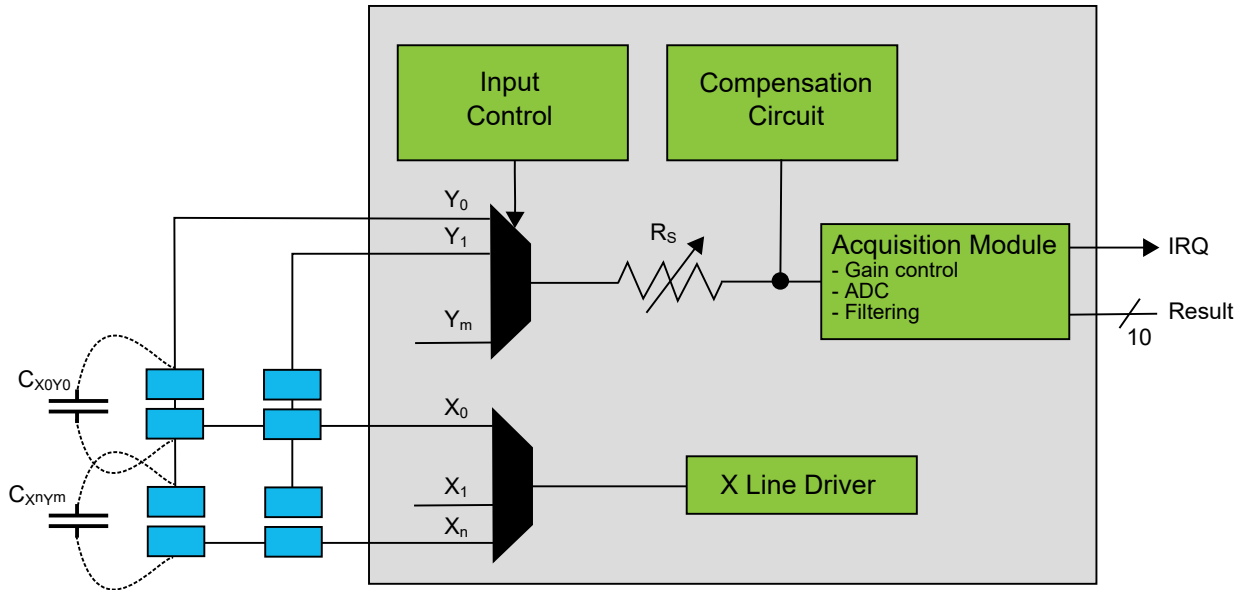 Input
Control
Compensation
Circuit
Y0
Y1
Ym
RS
Acquisition Module
- Gain control
- ADC
- Filtering
IRQ
Result
10
CX0Y0
CXnYm
X0
X1
Xn
X Line Driver